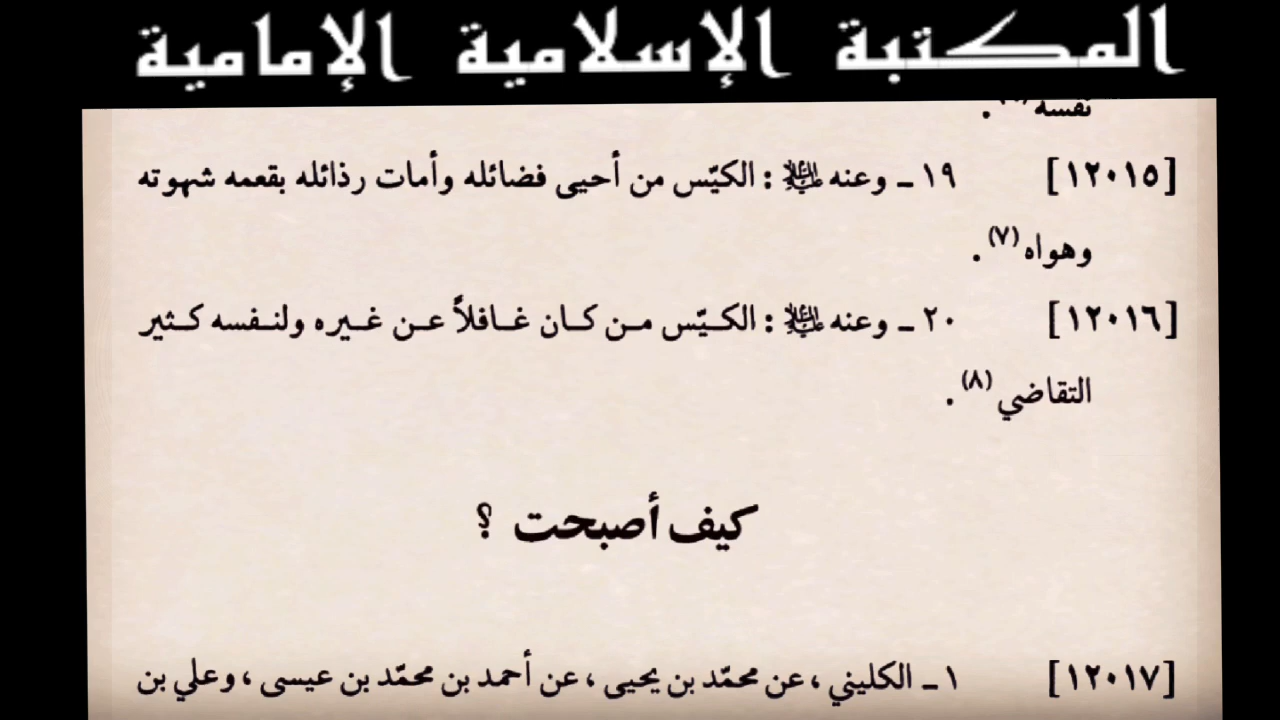 المكتبة الإسلامية الإمامية
نفسه
[١٢٠١٥] ١٩ ـ وعنه عليه السلام : الكيّس من أحيى فضائله وأمات رذائله بقعمه شهوته
وهواه (٧) .
[١٢٠١٦] ٢٠ ـ وعنه عليه السلام : الكيّس من كان غافلاً عن غيره ولنفسه كثير
التقاضي (٨) .
كيف أصبحت ؟
[١٢٠١٧] ١ ـ الكليني ، عن محمّد بن يحيى ، عن أحمد بن محمّد بن عيسى ، وعلي بن